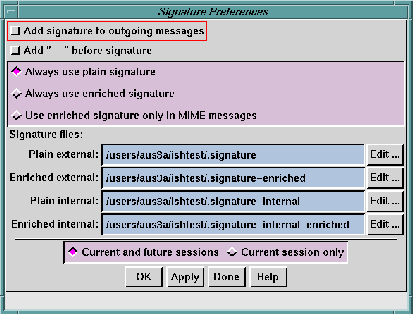 Signature Preferences
Add signature to outgoing messages
Add "-- " before signature
Always use plain signature
Always use enriched signature
Use enriched signature only in MIME messages
Signature files:
Plain external: /users/aus3a/ishtest/.signature Edit ...
Enriched external: /users/aus3a/ishtest/.signature-enriched Edit ...
Plain internal: /users/aus3a/ishtest/.signature_internal Edit ...
Enriched internal: /users/aus3a/ishtest/.signature_internal_enriched Edit ...
Current and future sessions Current session only
OK Apply Done Help